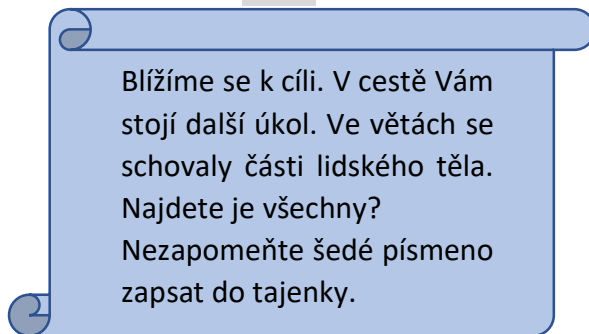 Blížíme se k cíli. V cestě Vám
stojí další úkol. Ve větách se
schovaly části lidského těla.
Najdete je všechny?
Nezapomeňte šedé písmeno
zapsat do tajenky.